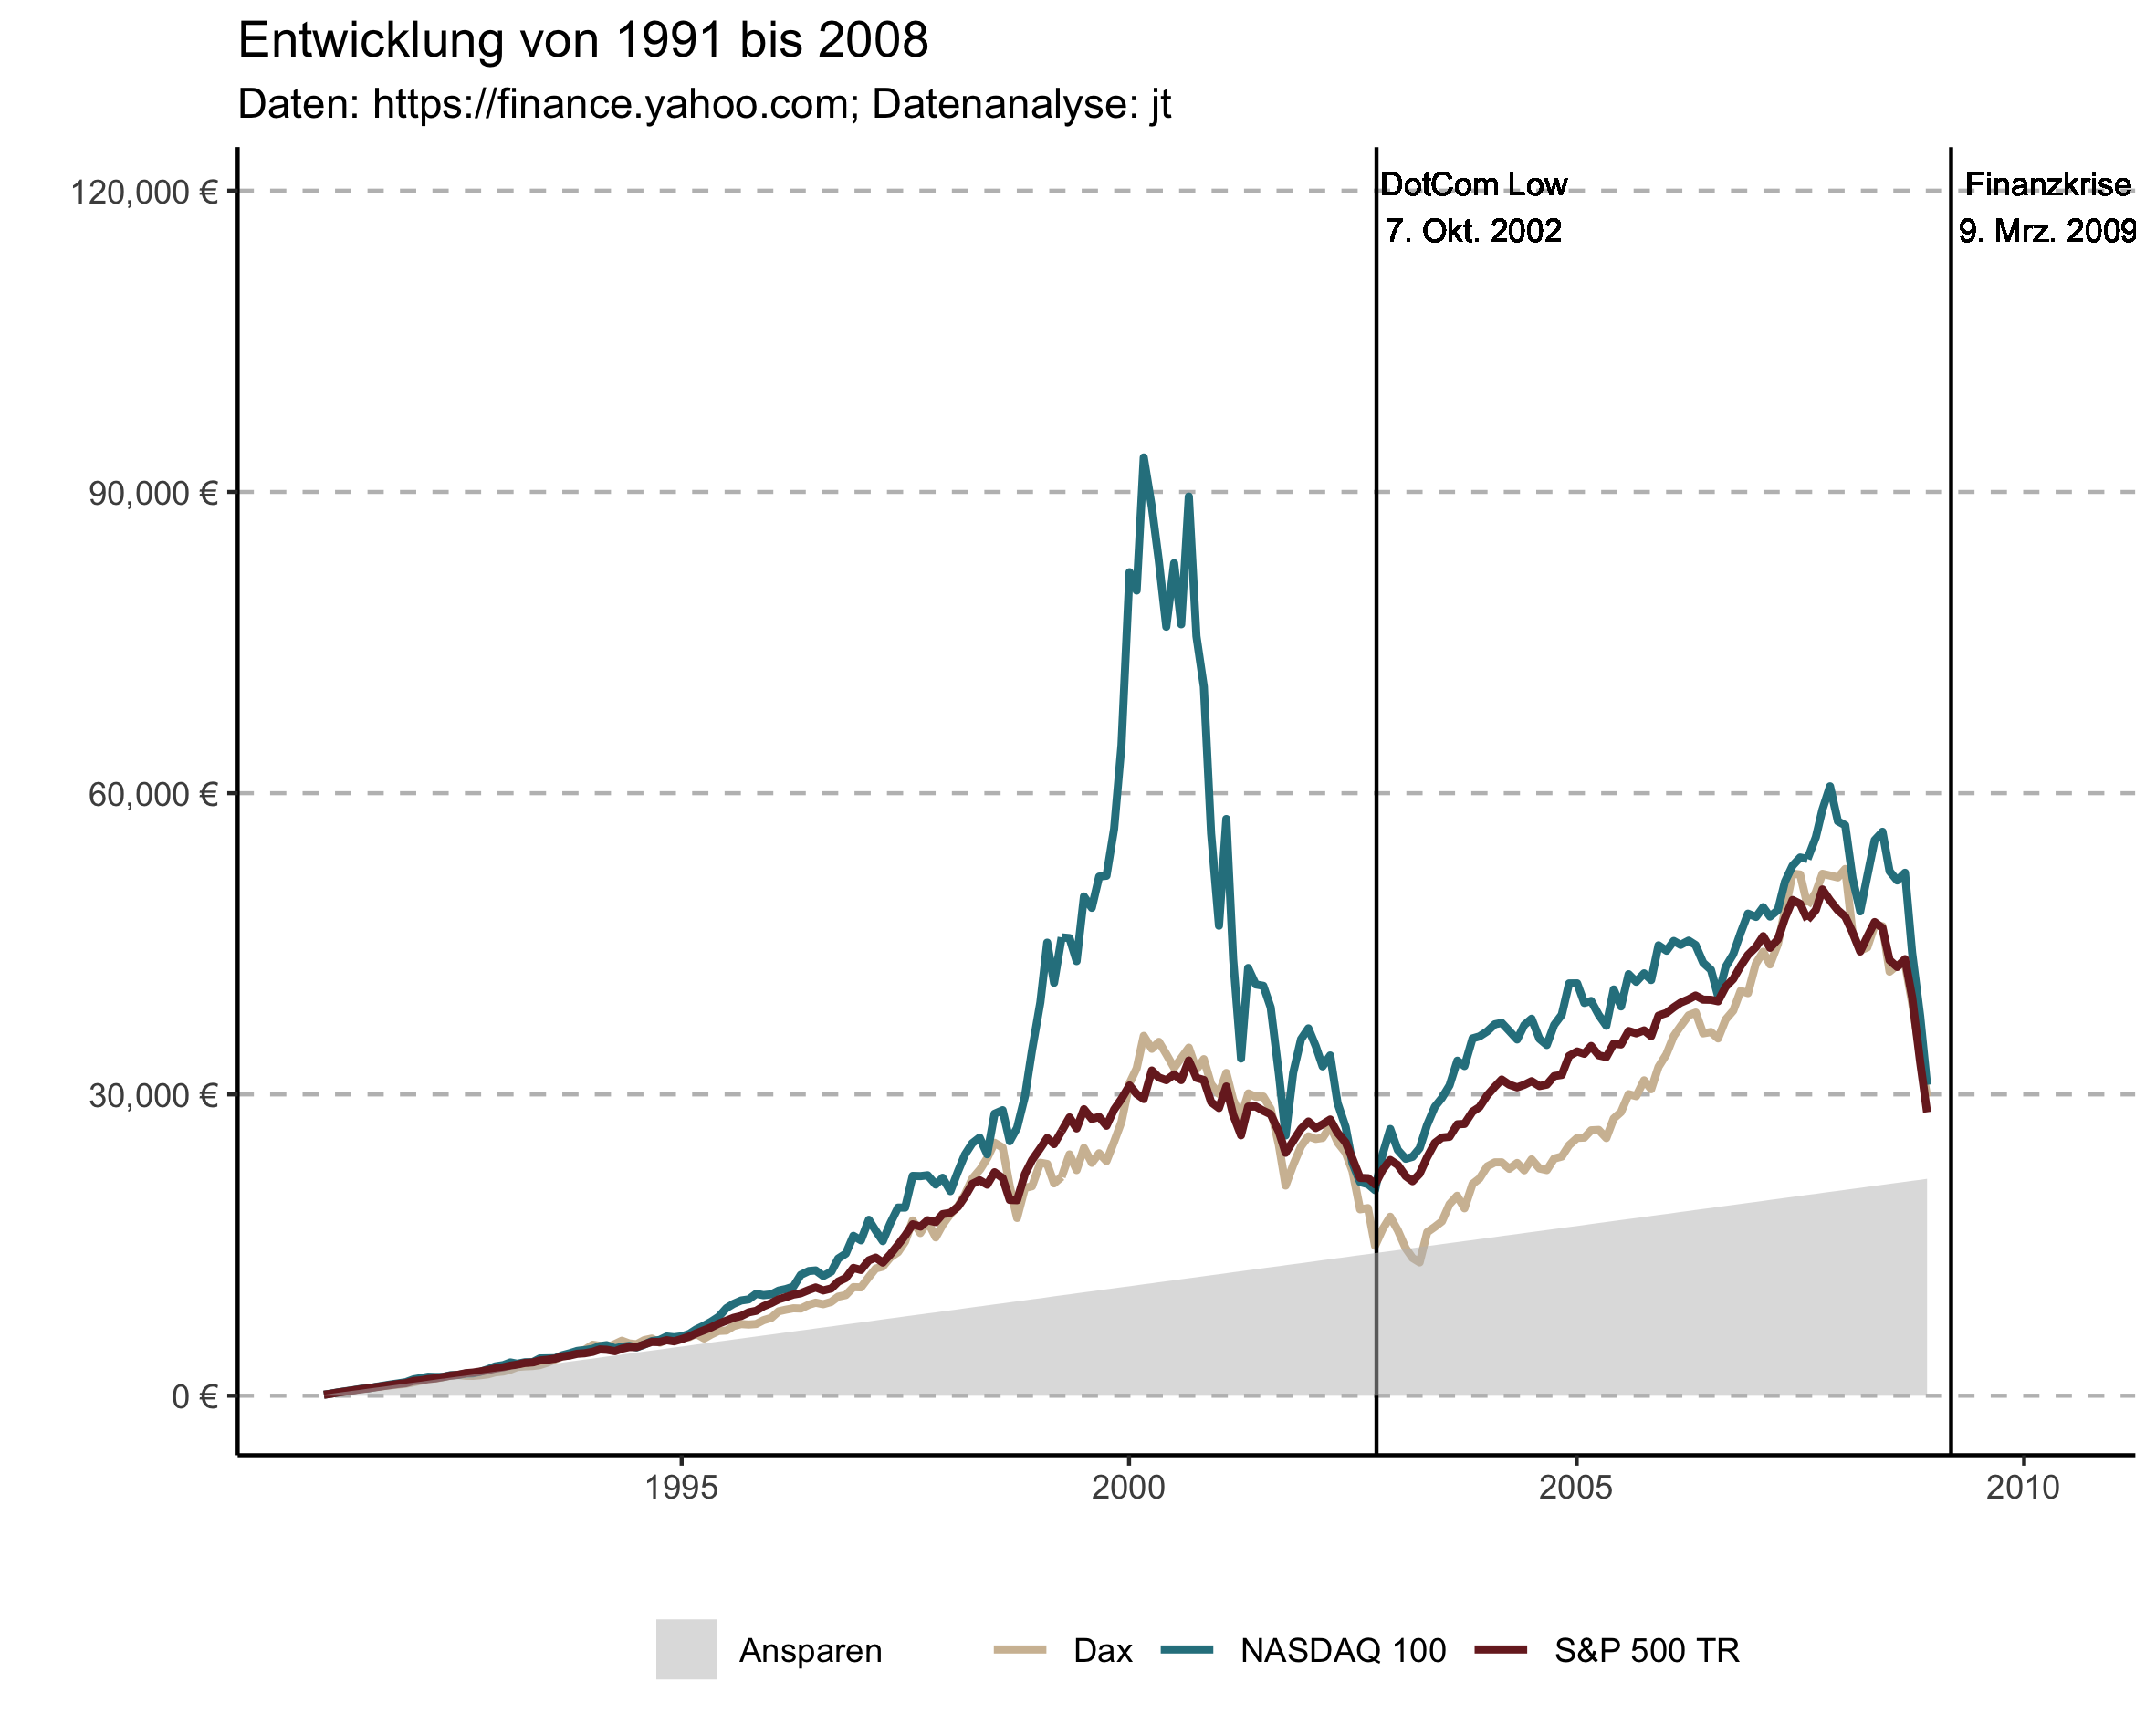 Entwicklung von 1991 bis 2008
Daten: https://finance.yahoo.com; Datenanalyse: jt
120,000 €
90,000 €
60,000 €
30,000 €
0 €
DotCom Low
7. Okt. 2002
Finanzkrise
9. Mrz. 2009
1995
2000
2005
2010
Ansparen
Dax
NASDAQ 100
S&P 500 TR